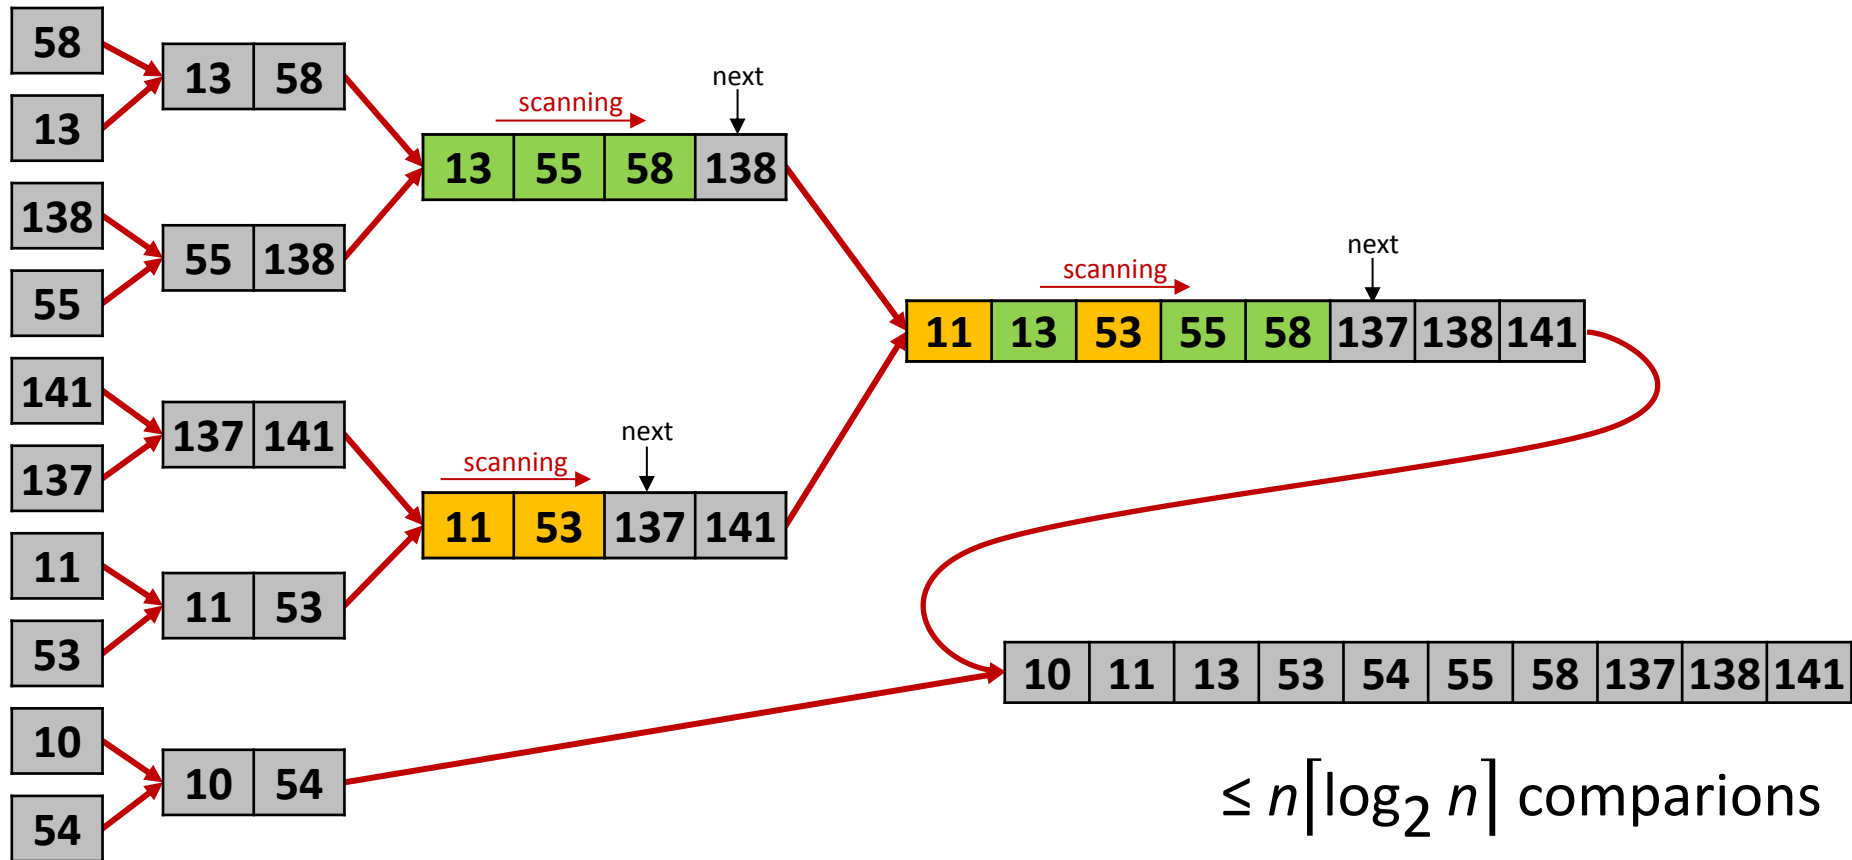 58
13
138
55
141
137
11
53
10
54
13 58
55 138
137 141
11 53
10 54
scanning
next
13 55 58 138
scanning
next
11 53 137 141
scanning
next
11 13 53 55 58 137 138 141
10 11 13 53 54 55 58 137 138 141
≤ n⌈log₂ n⌉ comparions